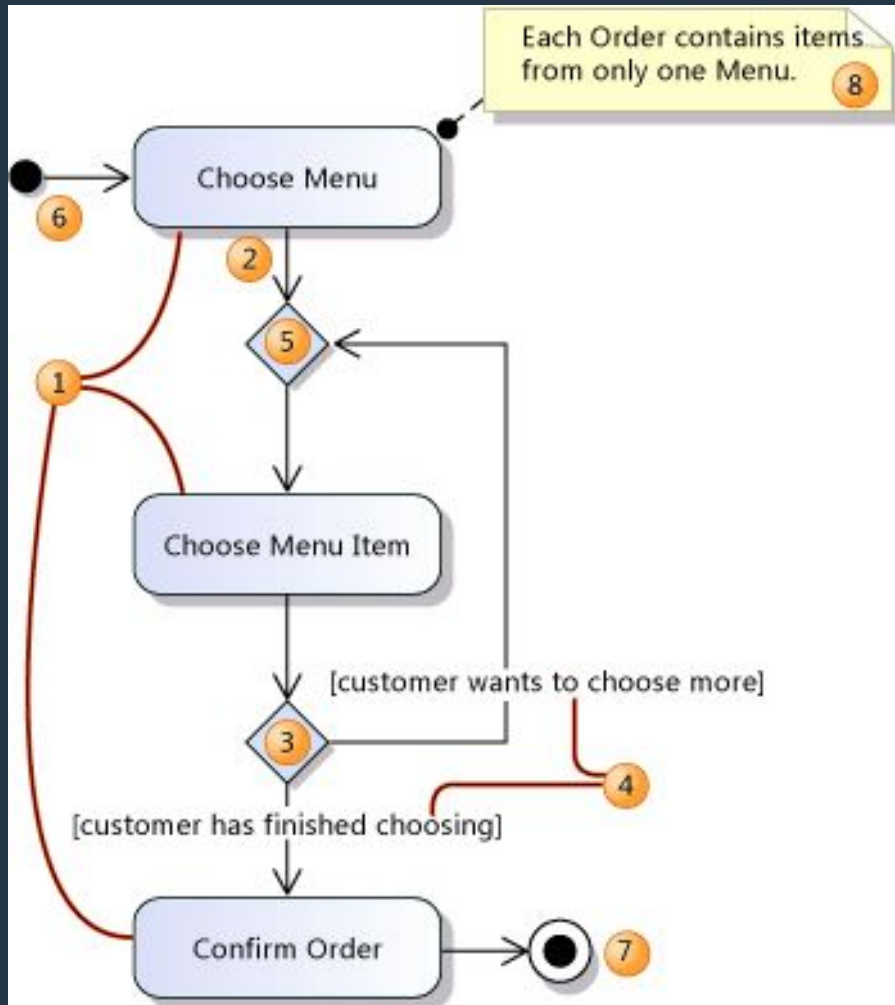 Each Order contains items
from only one Menu.
8
Choose Menu
6
2
5
1
Choose Menu Item
[customer wants to choose more]
3
4
[customer has finished choosing]
Confirm Order
7